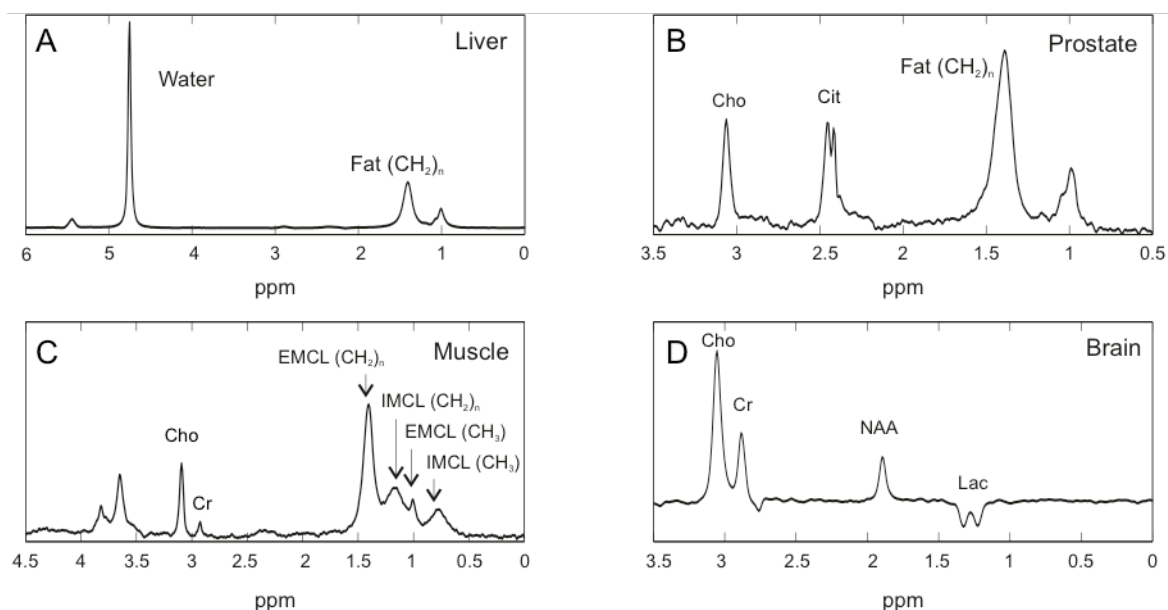 A
Liver
Water
Fat (CH₂)ₙ
6 5 4 3 2 1 0
ppm
B
Prostate
Cho
Cit
Fat (CH₂)ₙ
3.5 3 2.5 2 1.5 1 0.5
ppm
C
Muscle
EMCL (CH₂)ₙ
IMCL (CH₂)ₙ
EMCL (CH₃)
IMCL (CH₃)
Cho
Cr
4.5 4 3.5 3 2.5 2 1.5 1 0.5 0
ppm
D
Brain
Cho
Cr
NAA
Lac
3.5 3 2.5 2 1.5 1 0.5 0
ppm